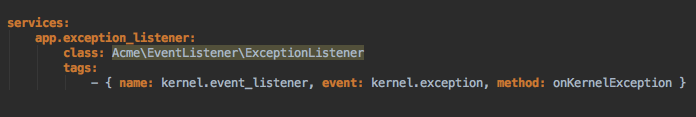 services:
    app.exception_listener:
        class: Acme\EventListener\ExceptionListener
        tags:
            - { name: kernel.event_listener, event: kernel.exception, method: onKernelException }